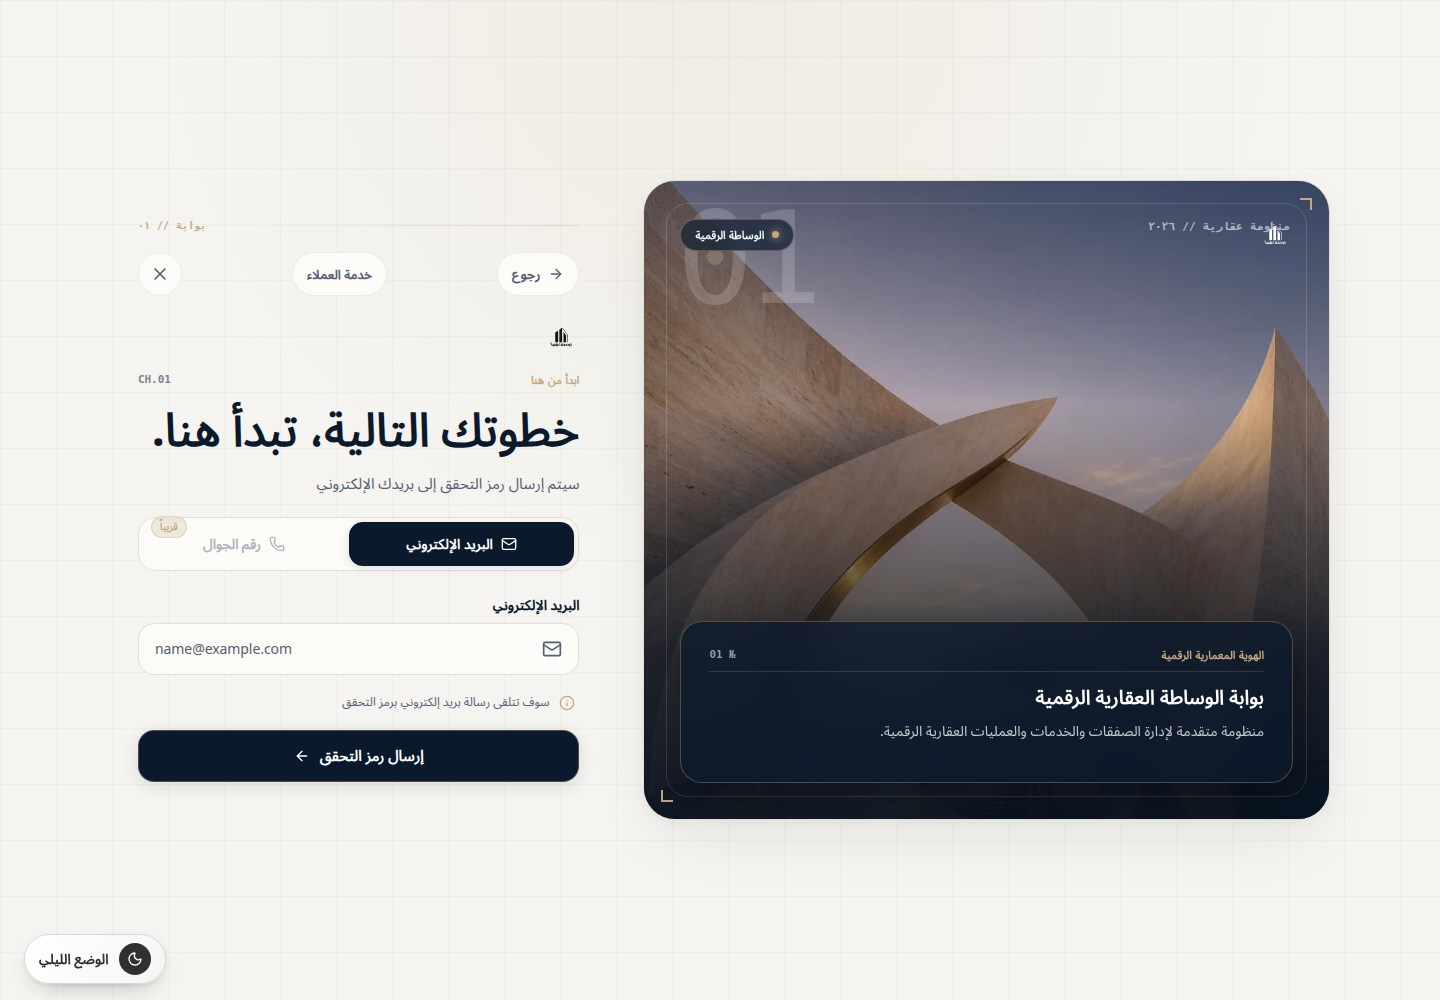 منظومة عقارية // ٢٠٢٦
الوساطة الرقمية
01
الهوية المعمارية الرقمية
01 №
بوابة الوساطة العقارية الرقمية
منظومة متقدمة لإدارة الصفقات والخدمات والعمليات العقارية الرقمية.
بوابة // ٠١
رجوع
خدمة العملاء
ابدأ من هنا
CH.01
خطوتك التالية، تبدأ هنا.
سيتم إرسال رمز التحقق إلى بريدك الإلكتروني
البريد الإلكتروني
رقم الجوال
قريباً
البريد الإلكتروني
name@example.com
سوف تتلقى رسالة بريد إلكتروني برمز التحقق
إرسال رمز التحقق
الوضع الليلي